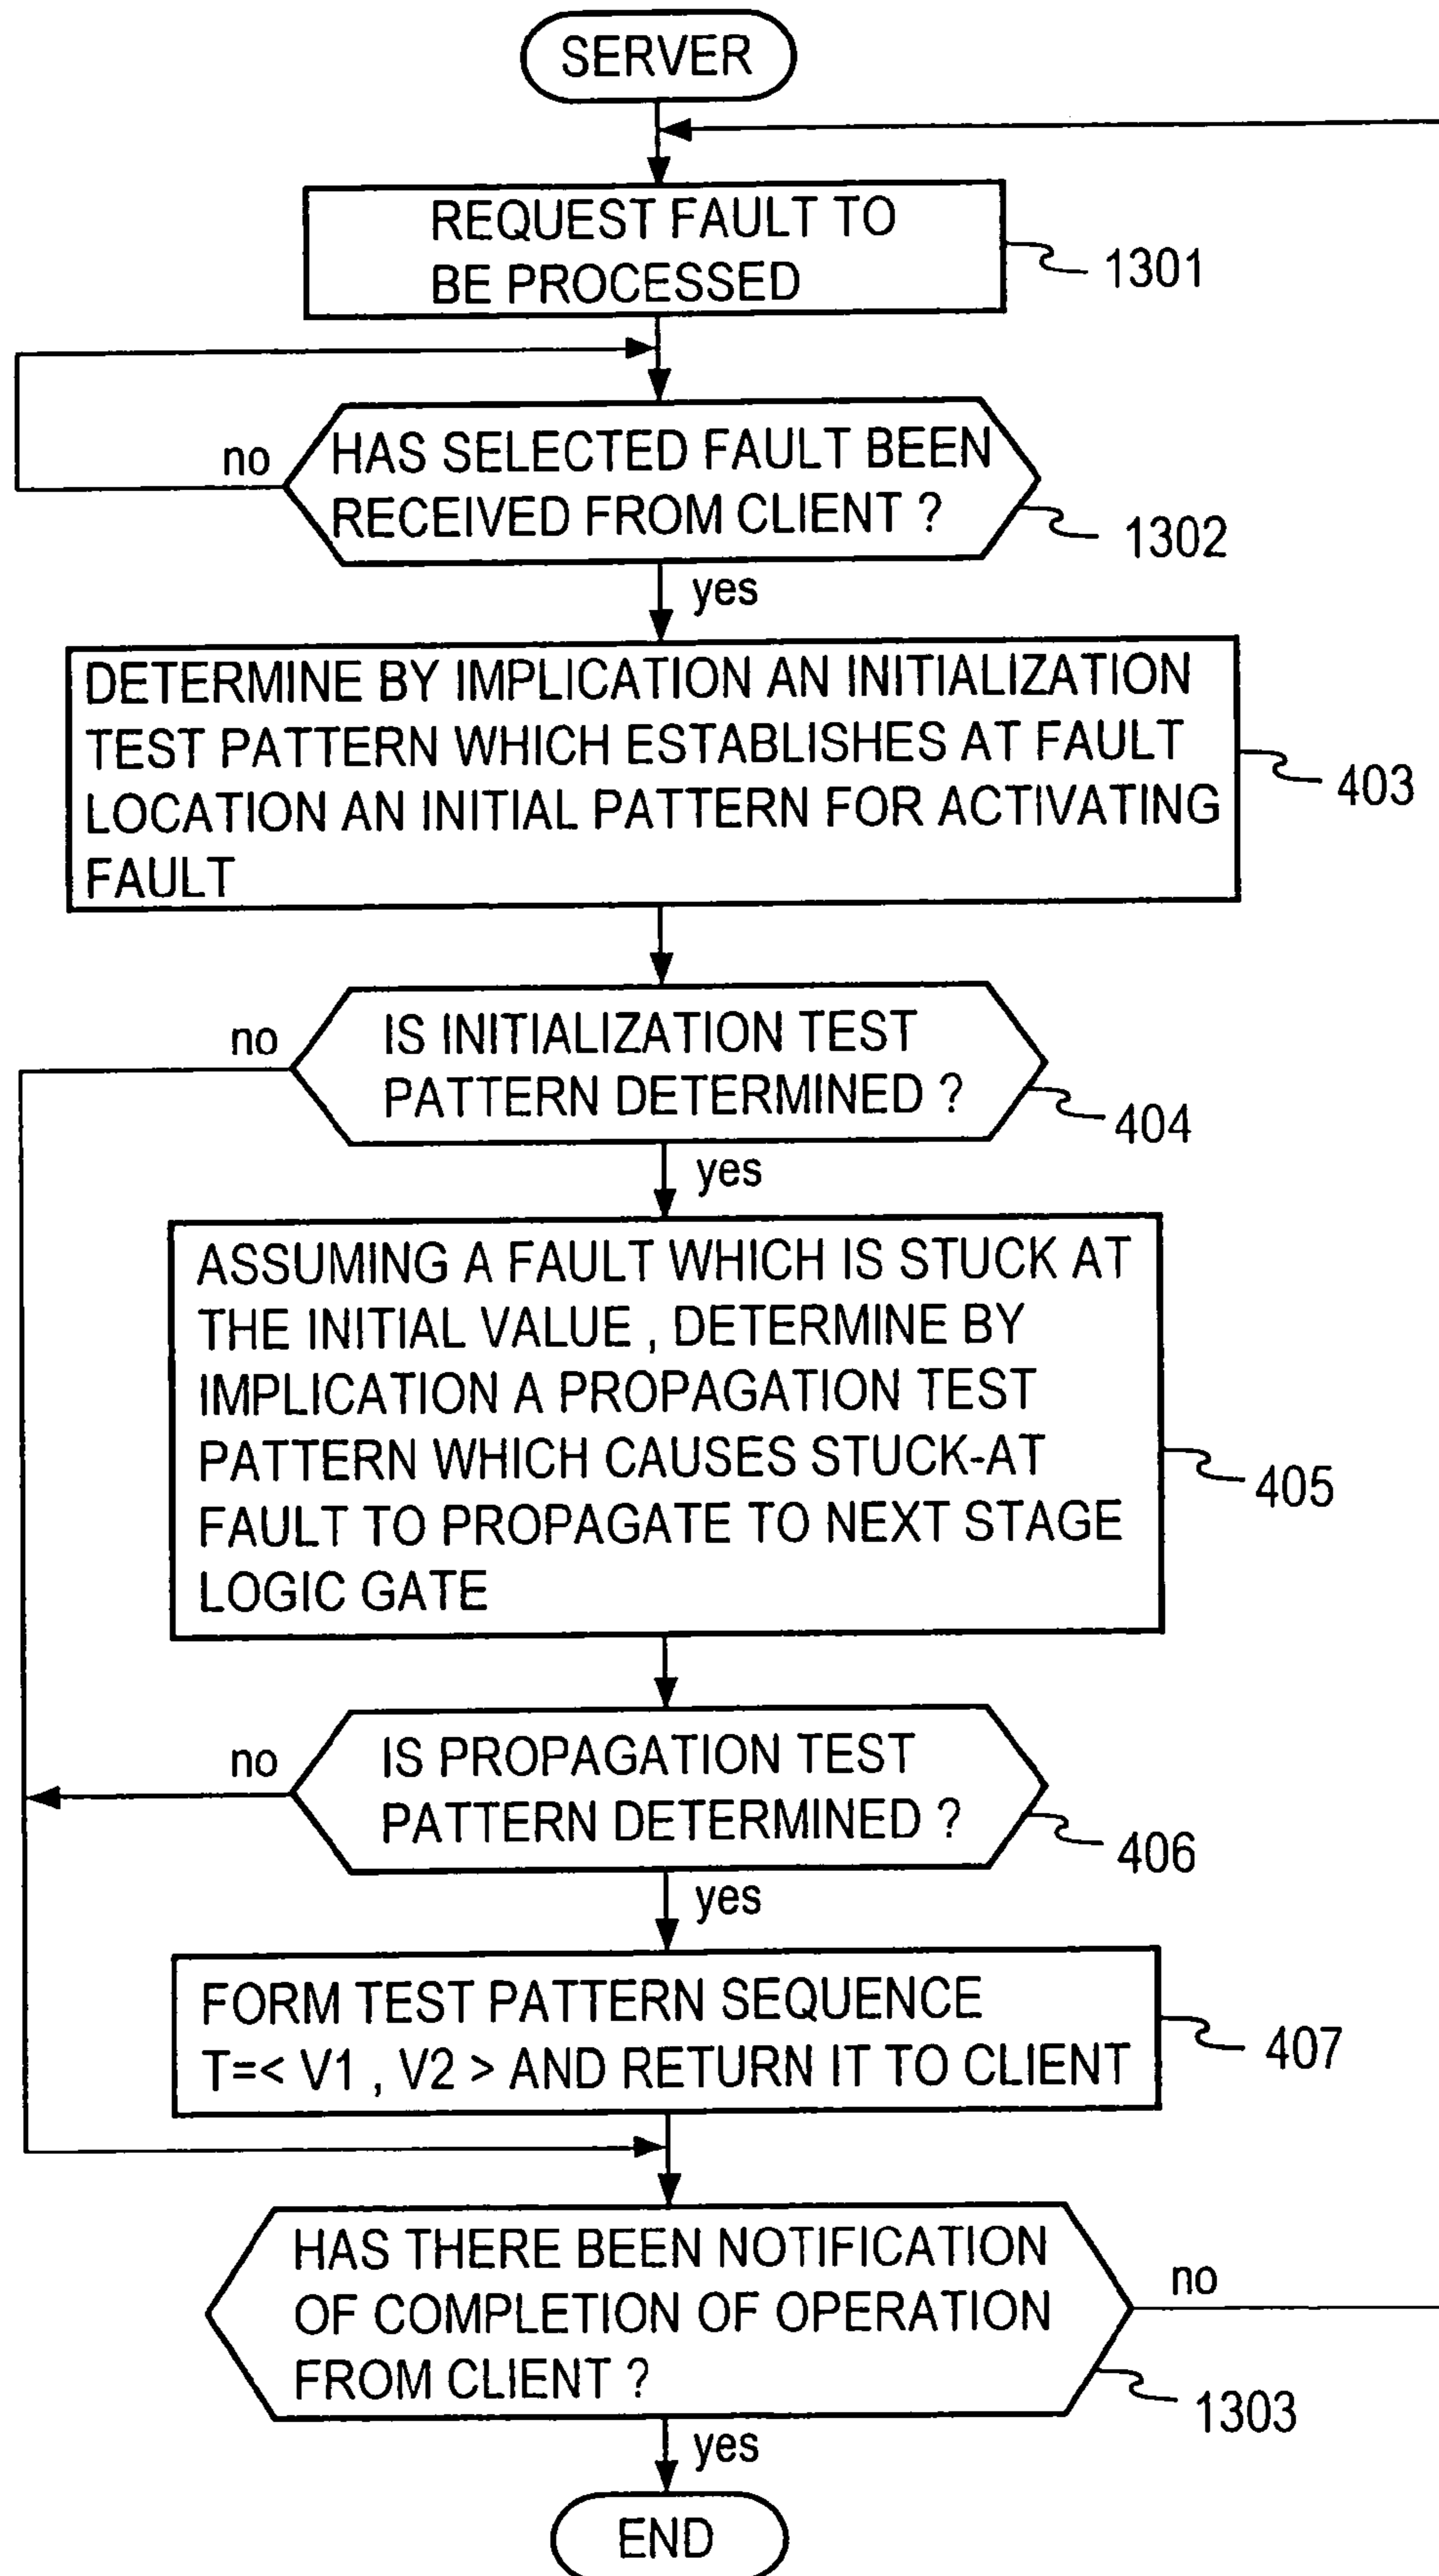 SERVER
REQUEST FAULT TO
BE PROCESSED
1301
no
HAS SELECTED FAULT BEEN
RECEIVED FROM CLIENT ?
1302
yes
DETERMINE BY IMPLICATION AN INITIALIZATION
TEST PATTERN WHICH ESTABLISHES AT FAULT
LOCATION AN INITIAL PATTERN FOR ACTIVATING
FAULT
403
no
IS INITIALIZATION TEST
PATTERN DETERMINED ?
404
yes
ASSUMING A FAULT WHICH IS STUCK AT
THE INITIAL VALUE , DETERMINE BY
IMPLICATION A PROPAGATION TEST
PATTERN WHICH CAUSES STUCK-AT
FAULT TO PROPAGATE TO NEXT STAGE
LOGIC GATE
405
no
IS PROPAGATION TEST
PATTERN DETERMINED ?
406
yes
FORM TEST PATTERN SEQUENCE
T=< V1 , V2 > AND RETURN IT TO CLIENT
407
HAS THERE BEEN NOTIFICATION
OF COMPLETION OF OPERATION
FROM CLIENT ?
no
1303
yes
END